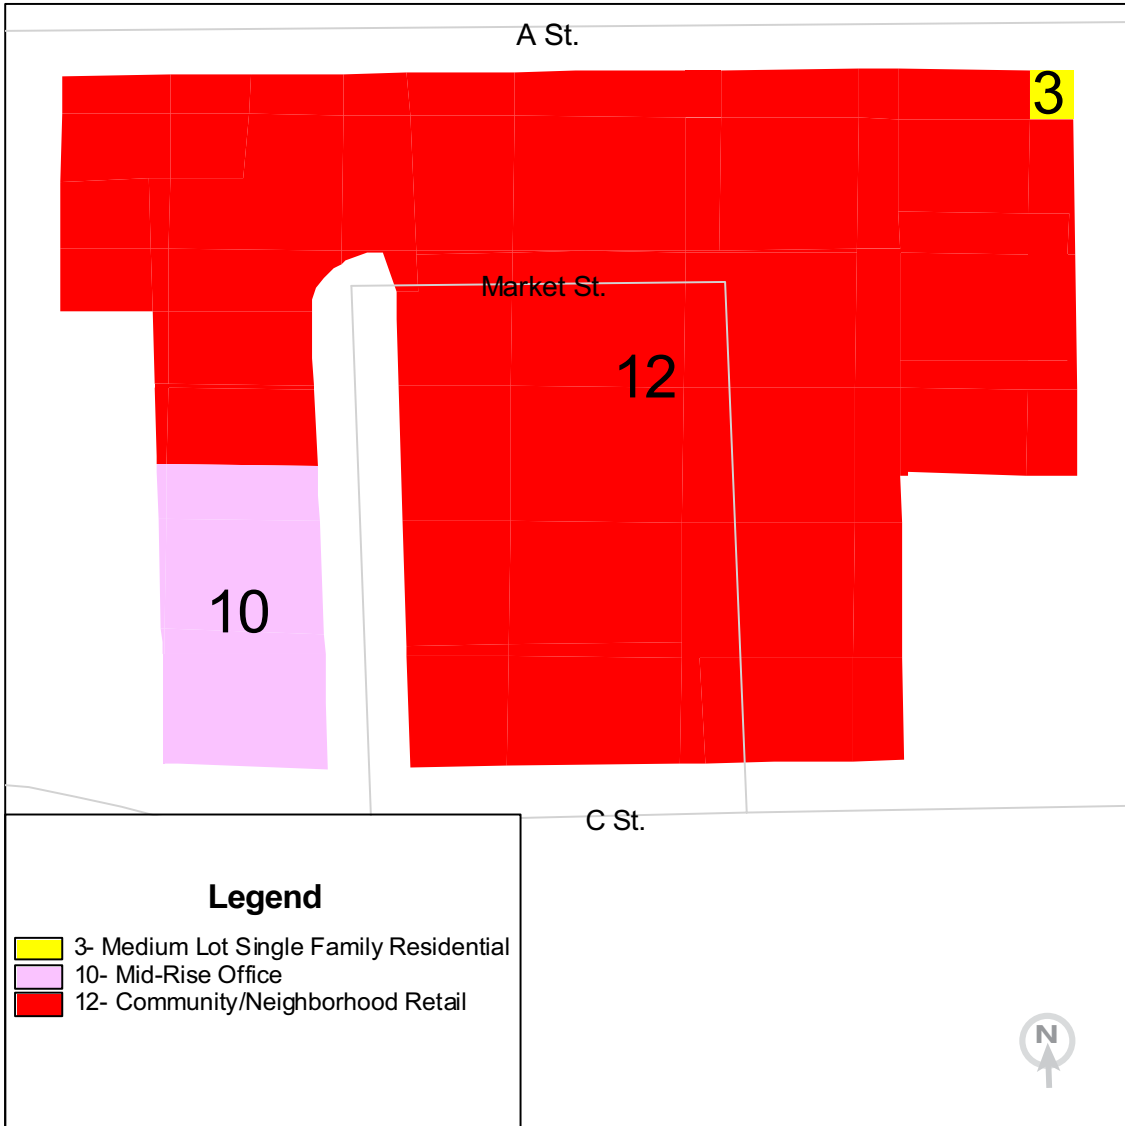 A St.
3
Market St.
12
10
C St.
Legend
3- Medium Lot Single Family Residential
10- Mid-Rise Office
12- Community/Neighborhood Retail
N